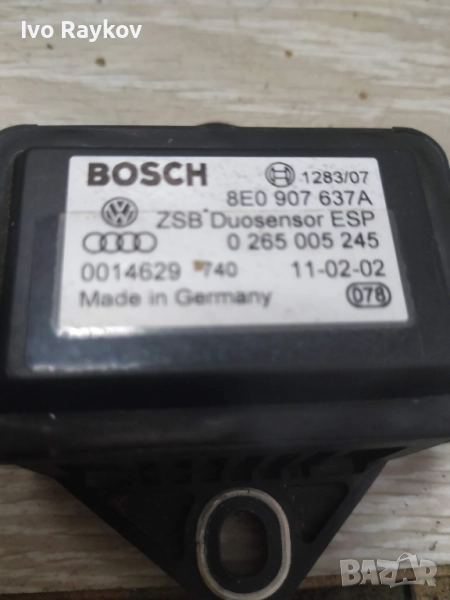 Ivo Raykov
BOSCH 1283/07
8E0 907 637A
ZSB Duosensor ESP
0 265 005 245
0014629 740 11-02-02
Made in Germany 078
BAZAR